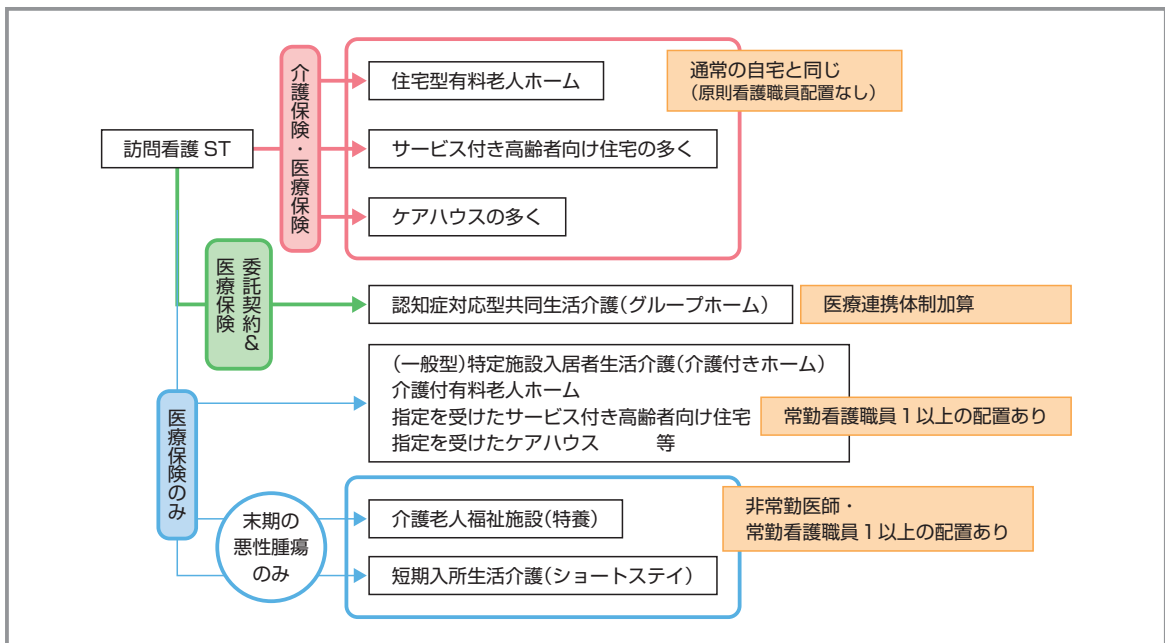 訪問看護 ST
介護保険・医療保険
住宅型有料老人ホーム
通常の自宅と同じ
（原則看護職員配置なし）
サービス付き高齢者向け住宅の多く
ケアハウスの多く
委託契約＆
医療保険
認知症対応型共同生活介護（グループホーム）
医療連携体制加算
医療保険のみ
（一般型）特定施設入居者生活介護（介護付きホーム）
介護付有料老人ホーム
指定を受けたサービス付き高齢者向け住宅
指定を受けたケアハウス　　　等
常勤看護職員 1 以上の配置あり
末期の
悪性腫瘍
のみ
介護老人福祉施設（特養）
非常勤医師・
常勤看護職員 1 以上の配置あり
短期入所生活介護（ショートステイ）